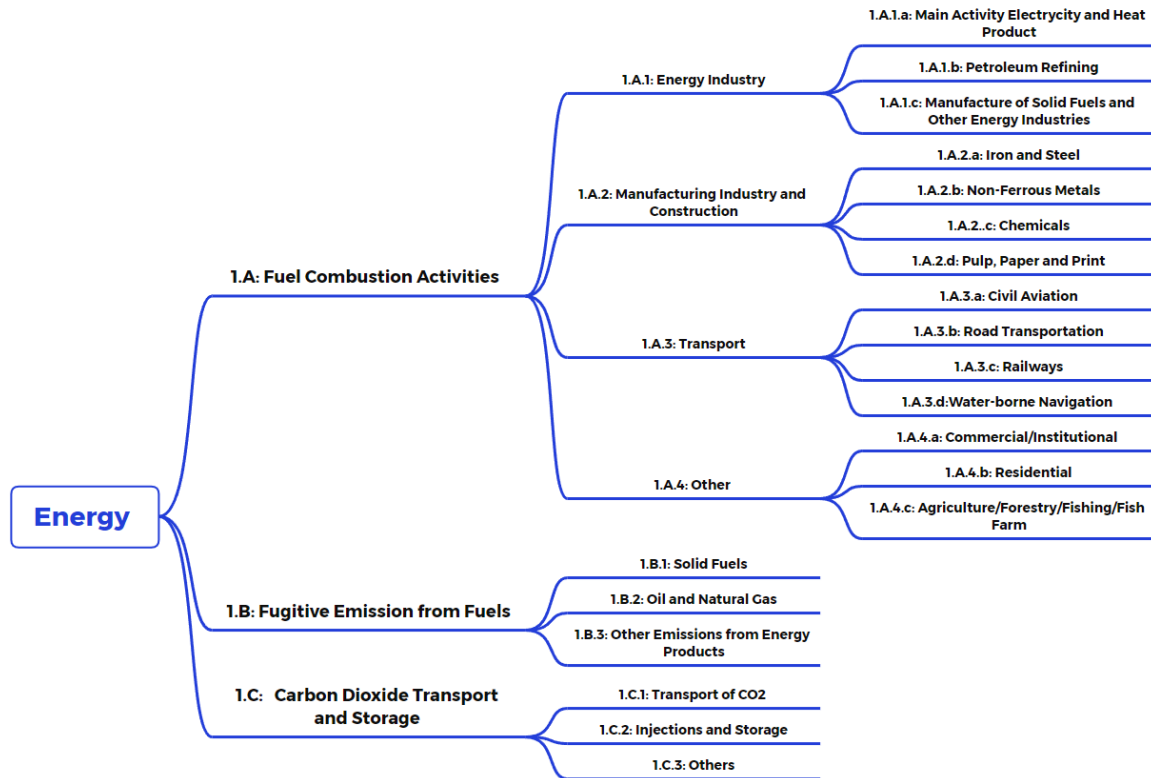 1.A.1.a: Main Activity Electrycity and Heat
Product
1.A.1: Energy Industry
1.A.1.b: Petroleum Refining
1.A.1.c: Manufacture of Solid Fuels and
Other Energy Industries
1.A.2.a: Iron and Steel
1.A.2: Manufacturing Industry and
Construction
1.A.2.b: Non-Ferrous Metals
1.A.2..c: Chemicals
1.A.2.d: Pulp, Paper and Print
1.A: Fuel Combustion Activities
1.A.3.a: Civil Aviation
1.A.3.b: Road Transportation
1.A.3: Transport
1.A.3.c: Railways
1.A.3.d:Water-borne Navigation
1.A.4.a: Commercial/Institutional
1.A.4.b: Residential
1.A.4: Other
1.A.4.c: Agriculture/Forestry/Fishing/Fish
Farm
Energy
1.B.1: Solid Fuels
1.B: Fugitive Emission from Fuels
1.B.2: Oil and Natural Gas
1.B.3: Other Emissions from Energy
Products
1.C: Carbon Dioxide Transport
and Storage
1.C.1: Transport of CO2
1.C.2: Injections and Storage
1.C.3: Others